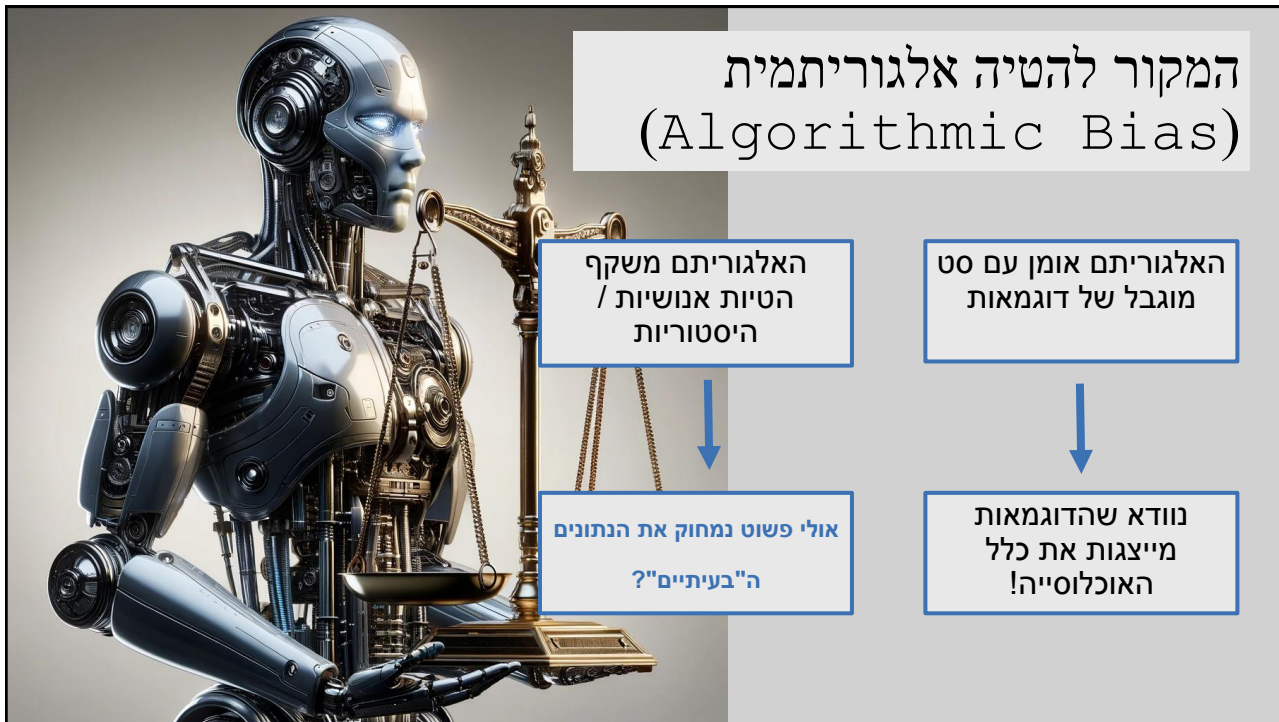 המקור להטיה אלגוריתמית
(Algorithmic Bias)
האלגוריתם אומן עם סט
מוגבל של דוגמאות
נוודא שהדוגמאות
מייצגות את כלל
האוכלוסייה!
האלגוריתם משקף
הטיות אנושיות /
היסטוריות
אולי פשוט נמחוק את הנתונים
ה"בעיתיים"?